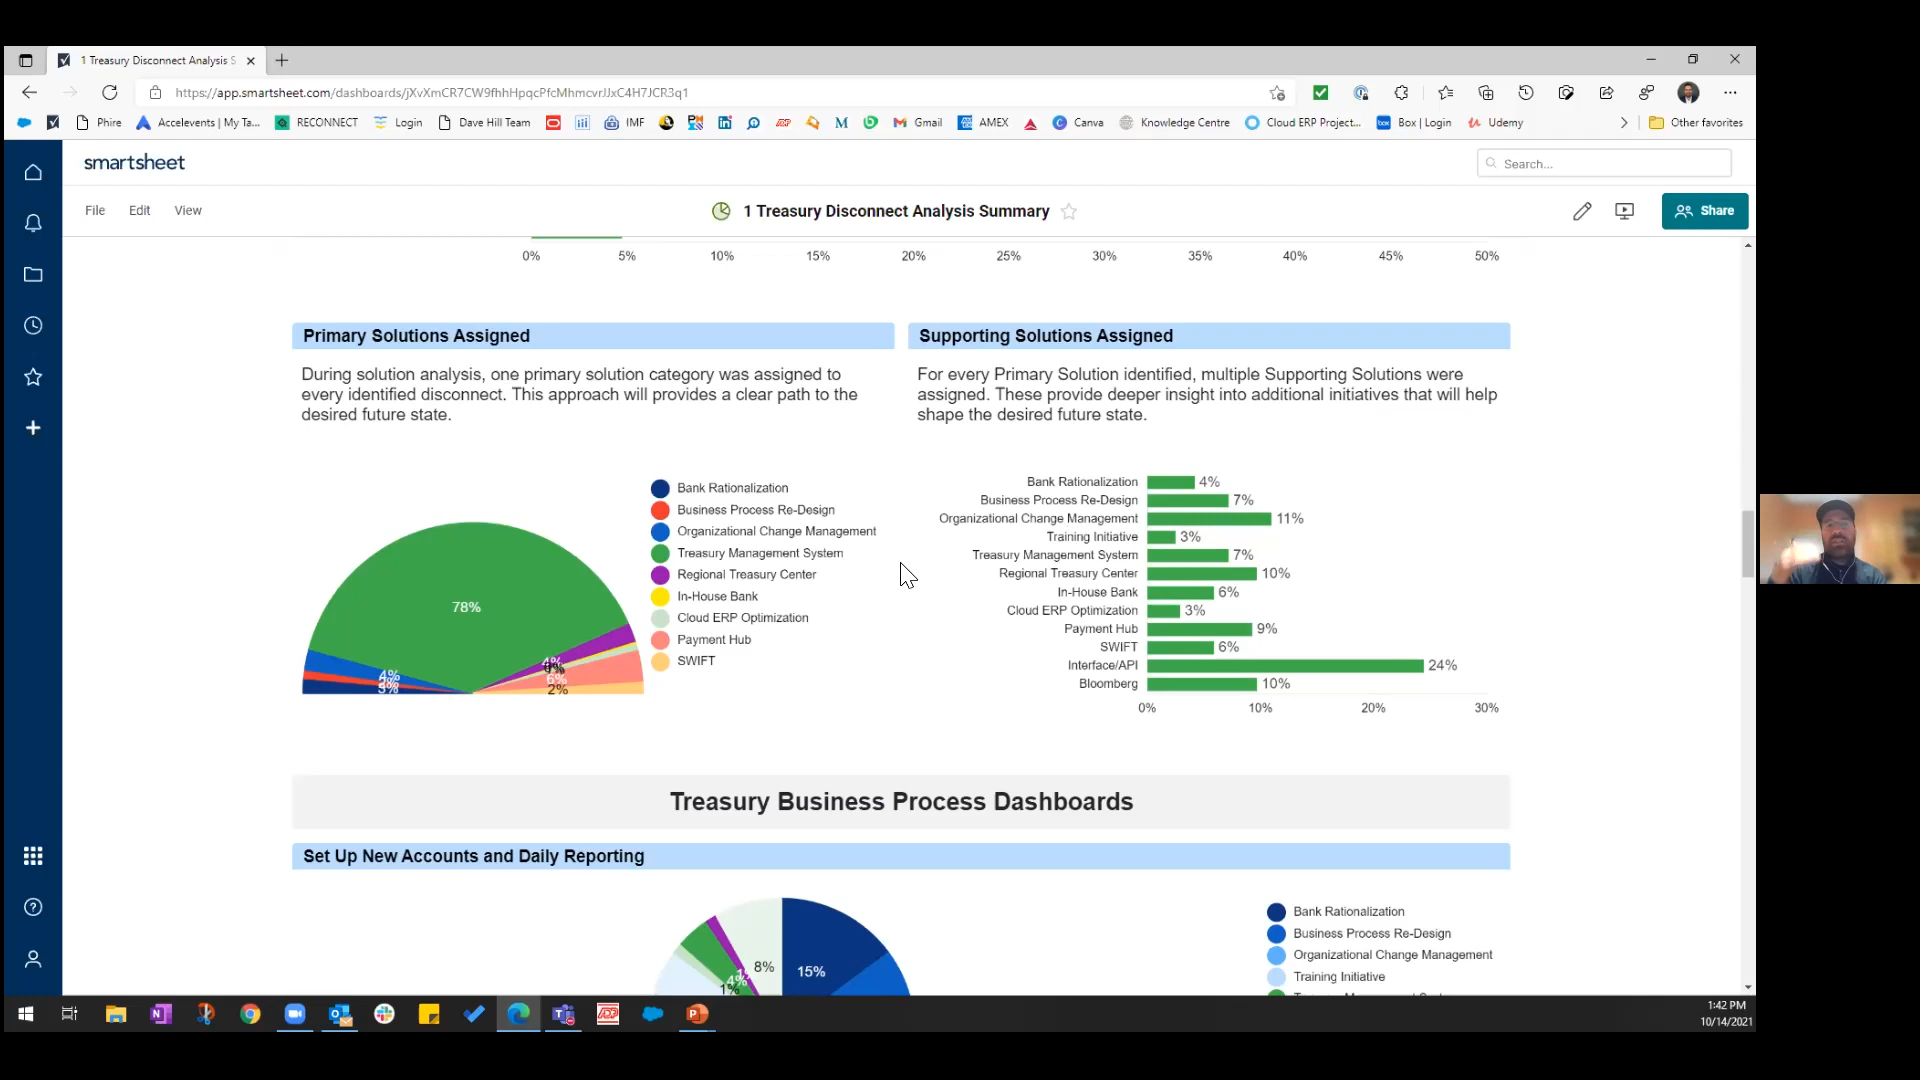 1 Treasury Disconnect Analysis S
https://app.smartsheet.com/dashboards/jXvXmCR7CW9fhhHpqcPfcMhmcvrJJxC4H7JCR3q1
Phire
Accelevents | My Ta...
RECONNECT
Login
Dave Hill Team
IMF
Gmail
AMEX
Canva
Knowledge Centre
Cloud ERP Project...
Box | Login
Udemy
Other favorites
smartsheet
Search...
File
Edit
View
1 Treasury Disconnect Analysis Summary
Share
0%
5%
10%
15%
20%
25%
30%
35%
40%
45%
50%
Primary Solutions Assigned
During solution analysis, one primary solution category was assigned to
every identified disconnect. This approach will provides a clear path to the
desired future state.
78%
4%
3%
4%
6%
2%
Bank Rationalization
Business Process Re-Design
Organizational Change Management
Treasury Management System
Regional Treasury Center
In-House Bank
Cloud ERP Optimization
Payment Hub
SWIFT
Supporting Solutions Assigned
For every Primary Solution identified, multiple Supporting Solutions were
assigned. These provide deeper insight into additional initiatives that will help
shape the desired future state.
Bank Rationalization 4%
Business Process Re-Design 7%
Organizational Change Management 11%
Training Initiative 3%
Treasury Management System 7%
Regional Treasury Center 10%
In-House Bank 6%
Cloud ERP Optimization 3%
Payment Hub 9%
SWIFT 6%
Interface/API 24%
Bloomberg 10%
0%
10%
20%
30%
Treasury Business Process Dashboards
Set Up New Accounts and Daily Reporting
8%
15%
4%
1%
Bank Rationalization
Business Process Re-Design
Organizational Change Management
Training Initiative
1:42 PM
10/14/2021